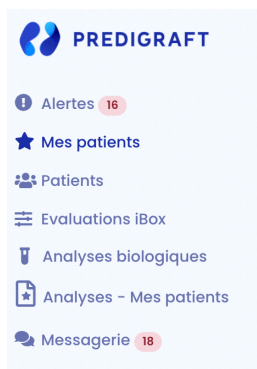 PREDIGRAFT
Alertes 16
Mes patients
Patients
Evaluations iBox
Analyses biologiques
Analyses - Mes patients
Messagerie 18